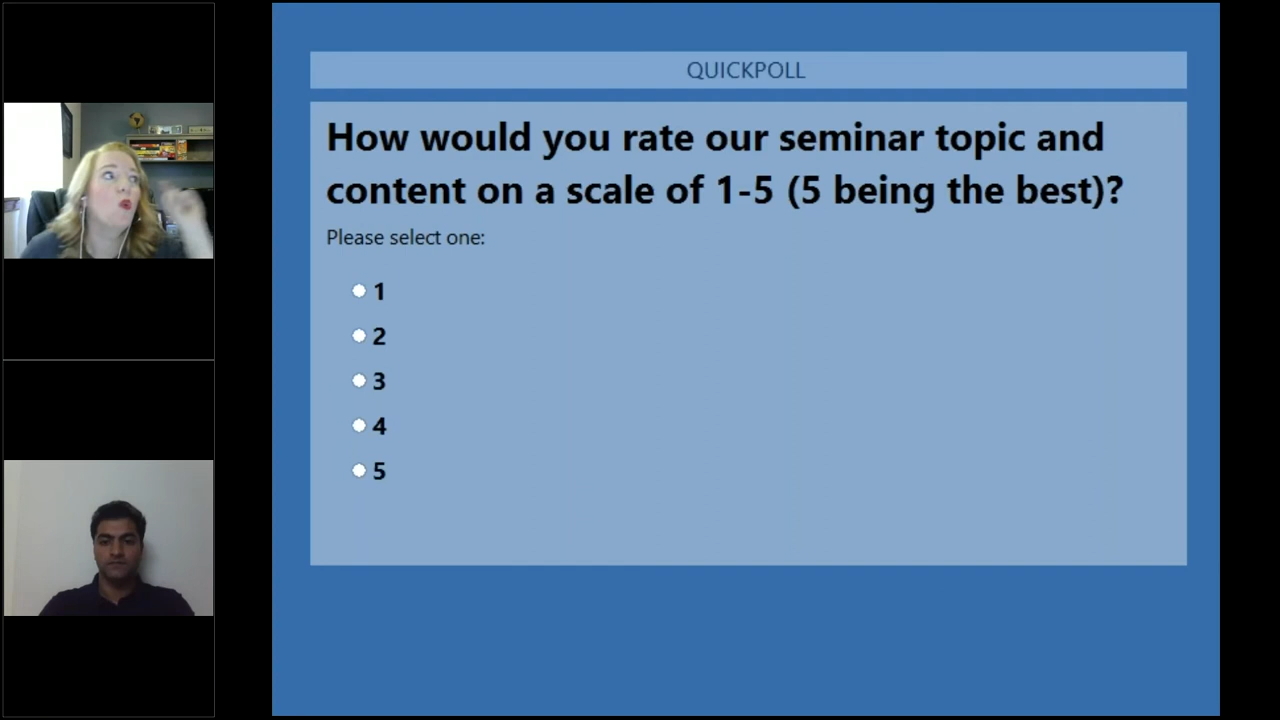 QUICKPOLL
How would you rate our seminar topic and
content on a scale of 1-5 (5 being the best)?
Please select one:
1
2
3
4
5